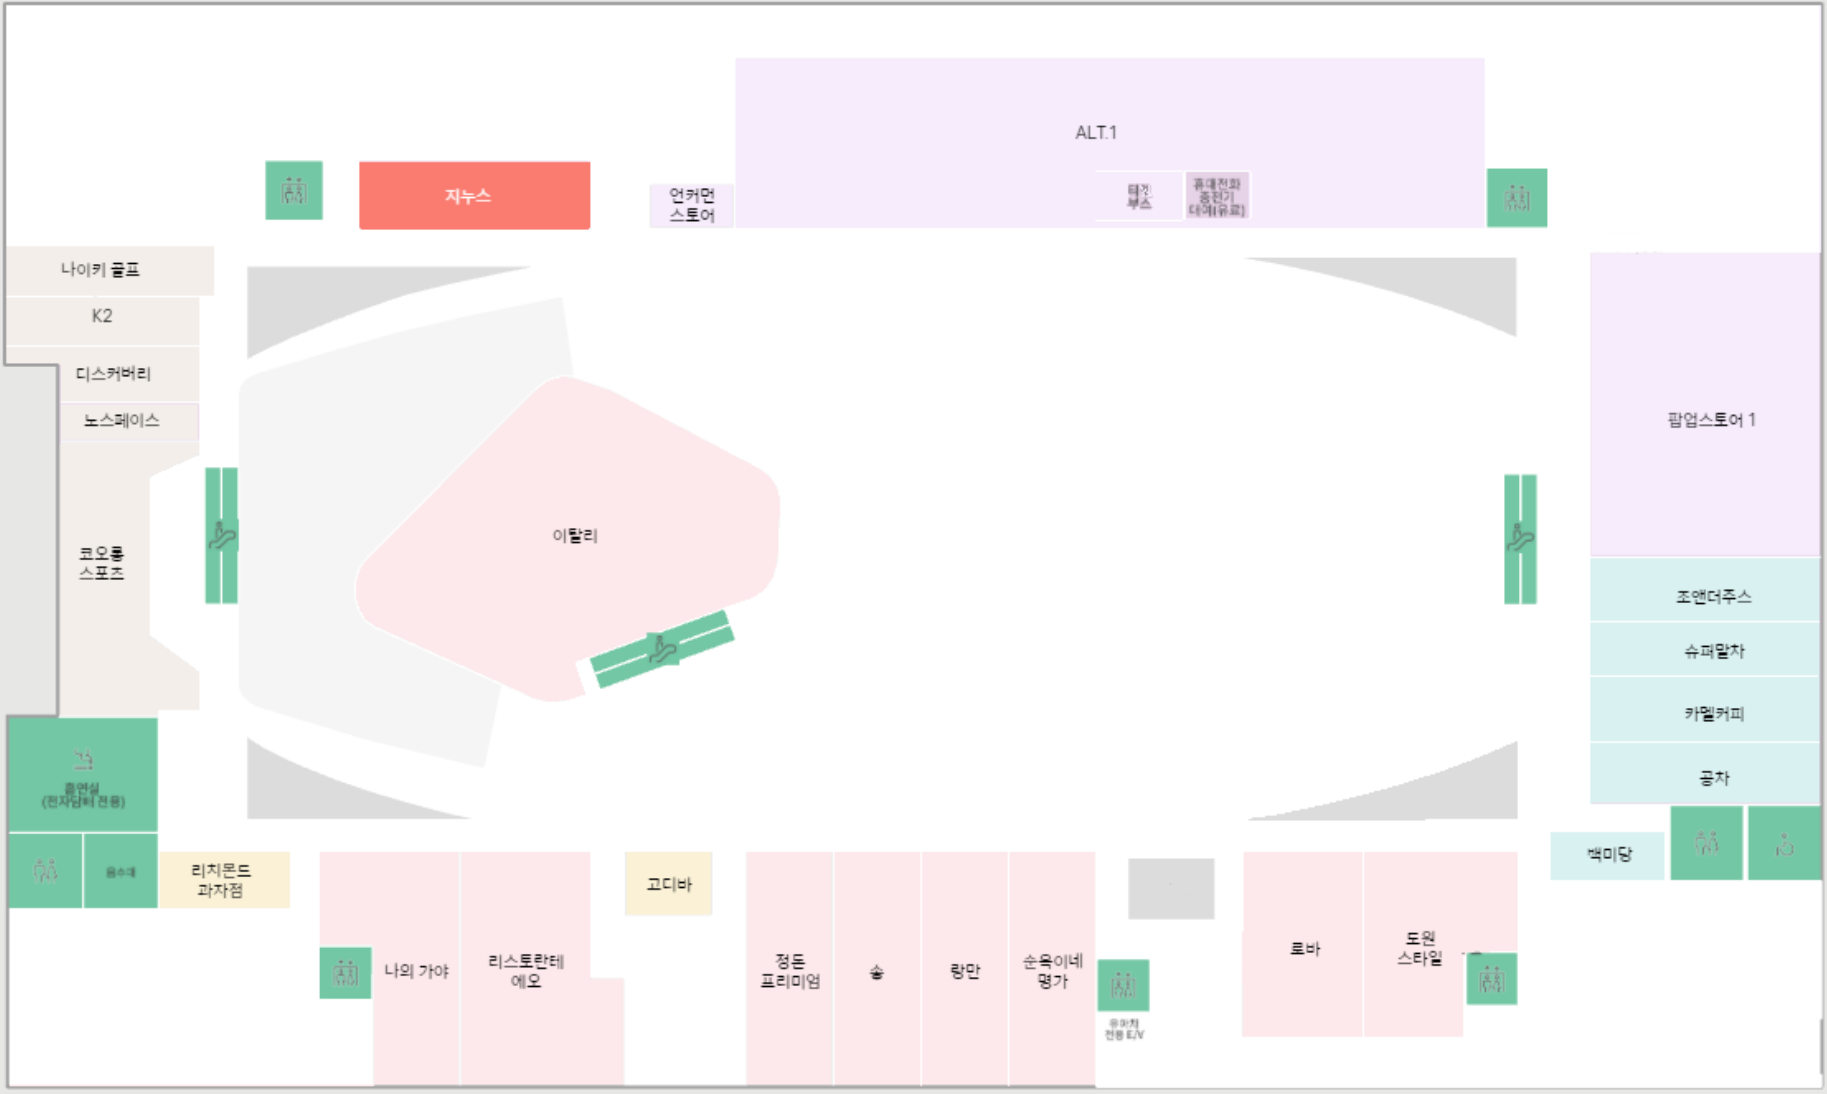 ALT.1
지누스
언커먼
스토어
티켓
부스
휴대전화
충전기
대여(유료)
나이키 골프
K2
디스커버리
노스페이스
코오롱
스포츠
이탈리
팝업스토어 1
조앤더주스
슈퍼말차
카멜커피
공차
백미당
흡연실
(전자담배 전용)
음수대
리치몬드
과자점
나의 가야
리스토란테
에오
고디바
정돈
프리미엄
송
랑만
순옥이네
명가
유아차
전용 E/V
로바
도원
스타일